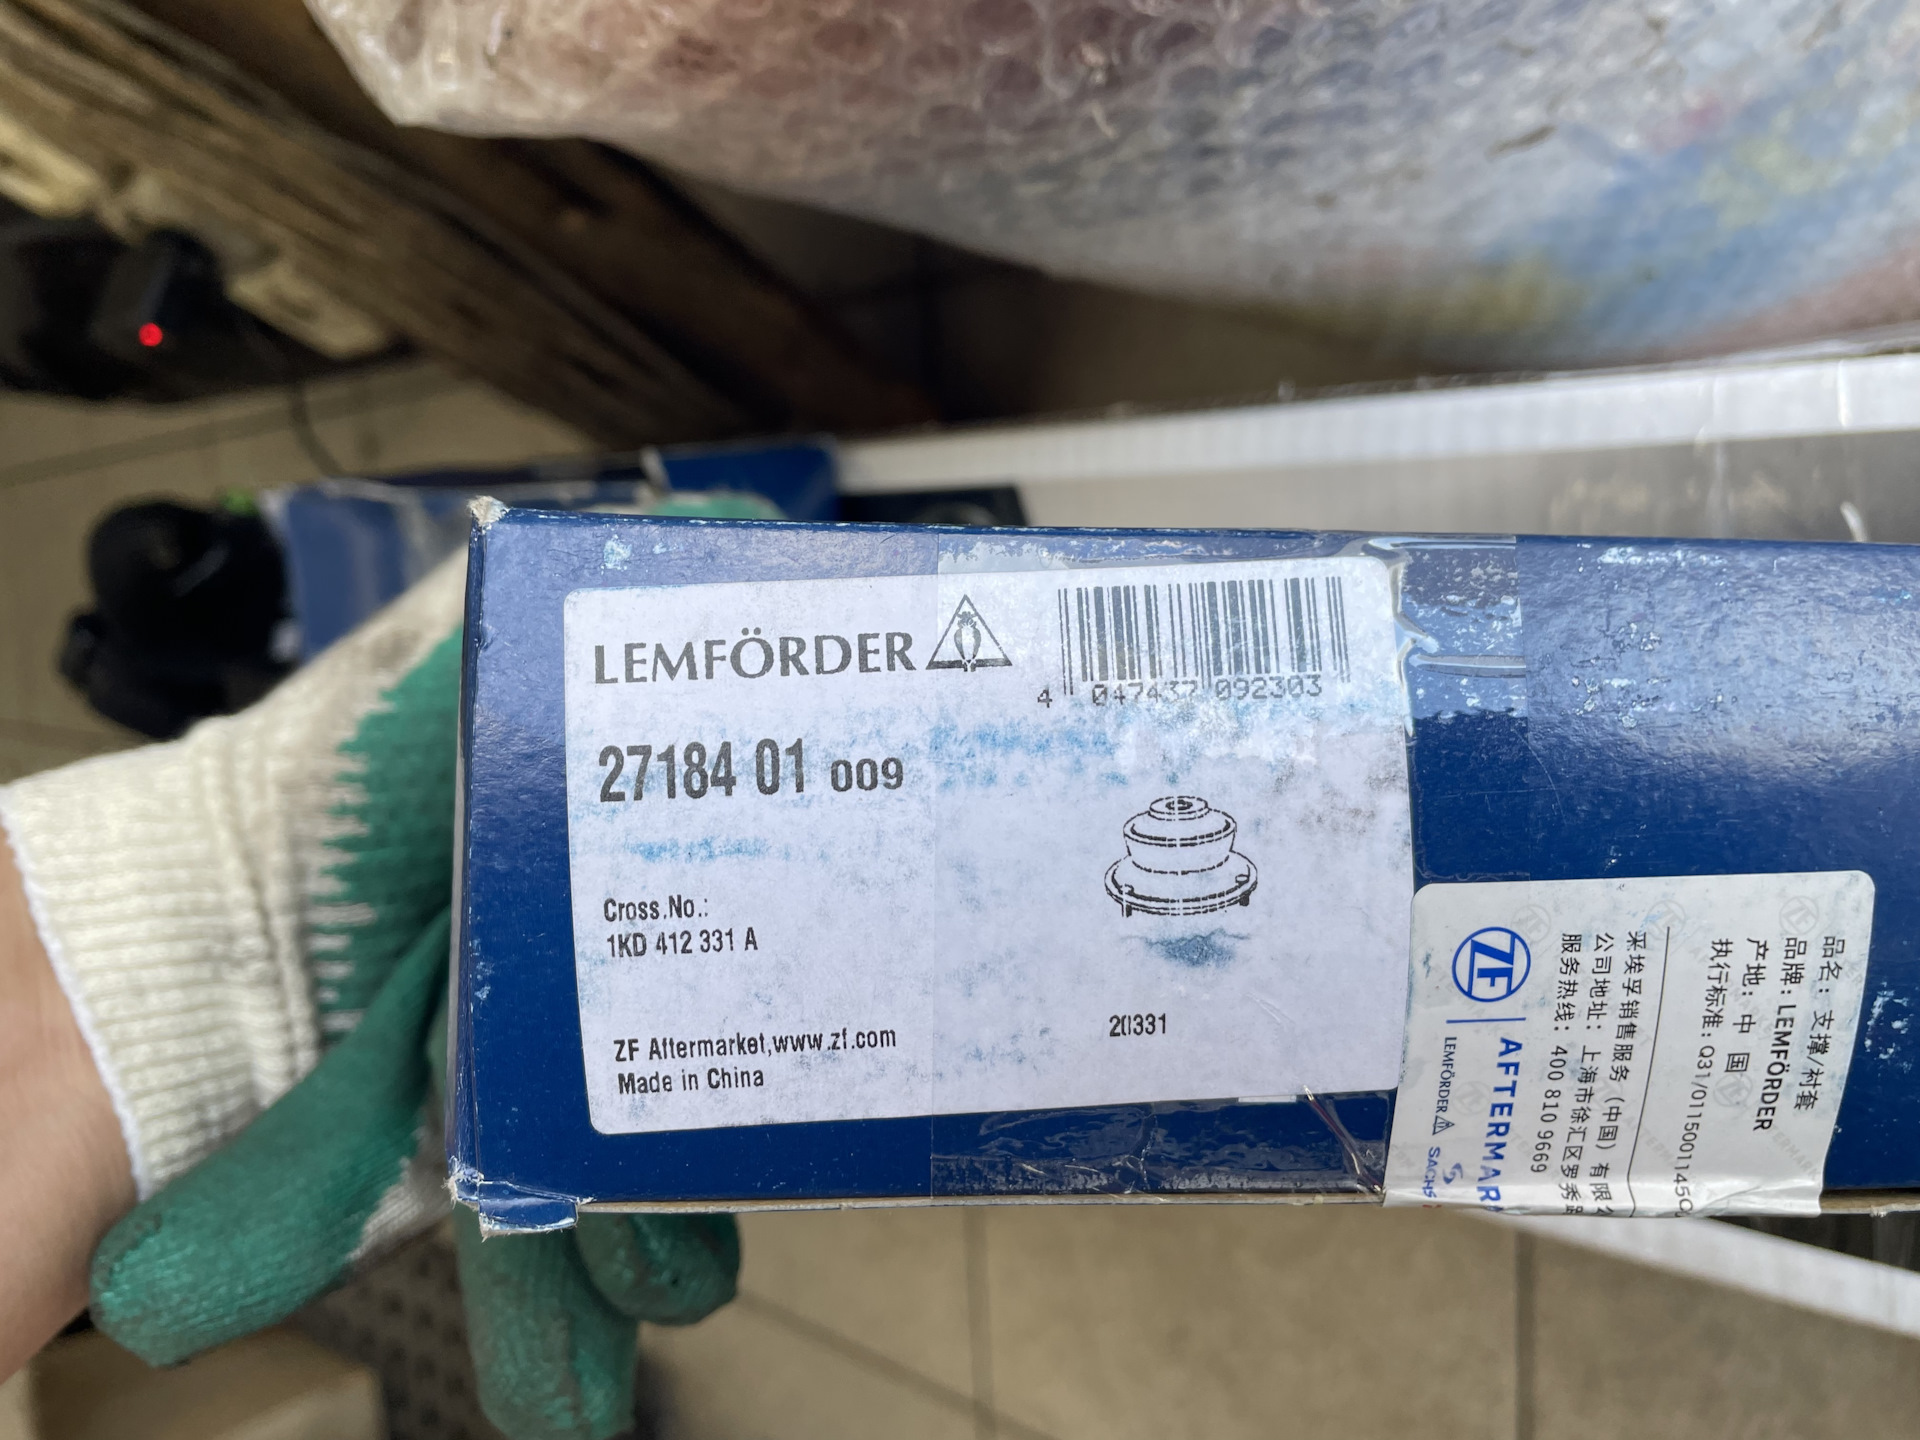 LEMFÖRDER
4 047437 092303
27184 01 009
Cross.No.:
1KD 412 331 A
ZF Aftermarket,www.zf.com
Made in China
20331
品名: 支撑/衬套
品牌: LEMFÖRDER
产地: 中 国
执行标准: Q31/0115001145C
采埃孚销售服务 (中国) 有限
公司地址: 上海市徐汇区罗秀
服务热线: 400 810 9669
ZF AFTERMAR
LEMFÖRDER SACHS